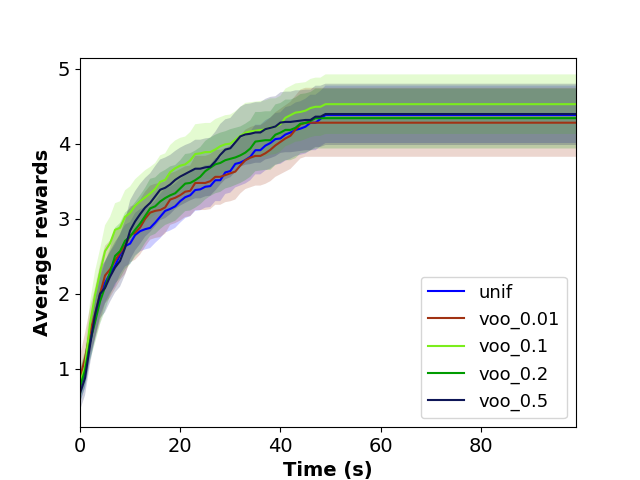 5
4
3
2
1
Average rewards
unif
voo_0.01
voo_0.1
voo_0.2
voo_0.5
0 20 40 60 80
Time (s)